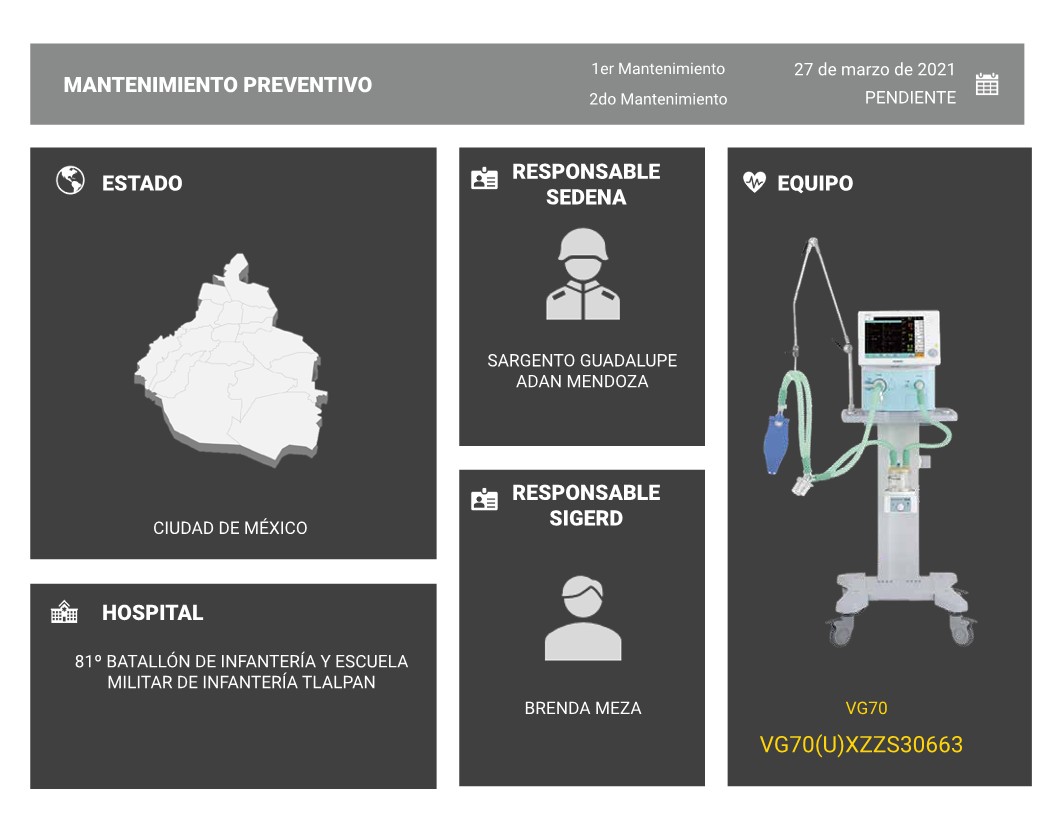 MANTENIMIENTO PREVENTIVO
1er Mantenimiento
27 de marzo de 2021
2do Mantenimiento
PENDIENTE
ESTADO
CIUDAD DE MÉXICO
HOSPITAL
81º BATALLÓN DE INFANTERÍA Y ESCUELA
MILITAR DE INFANTERÍA TLALPAN
RESPONSABLE
SEDENA
SARGENTO GUADALUPE
ADAN MENDOZA
RESPONSABLE
SIGERD
BRENDA MEZA
EQUIPO
VG70
VG70(U)XZZS30663